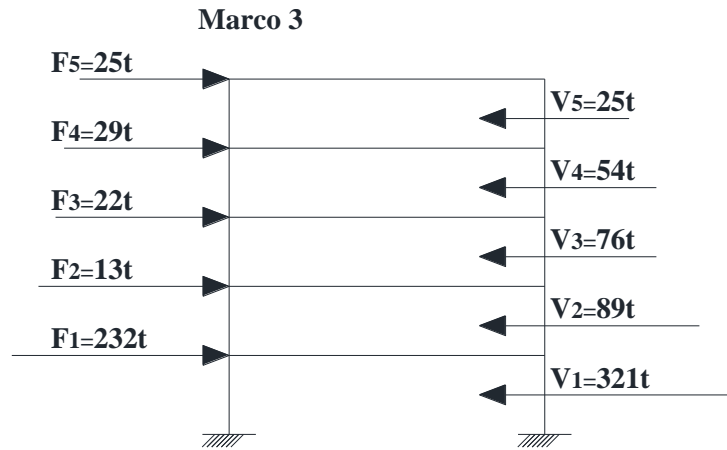 Marco 3
F5=25t
V5=25t
F4=29t
V4=54t
F3=22t
V3=76t
F2=13t
V2=89t
F1=232t
V1=321t